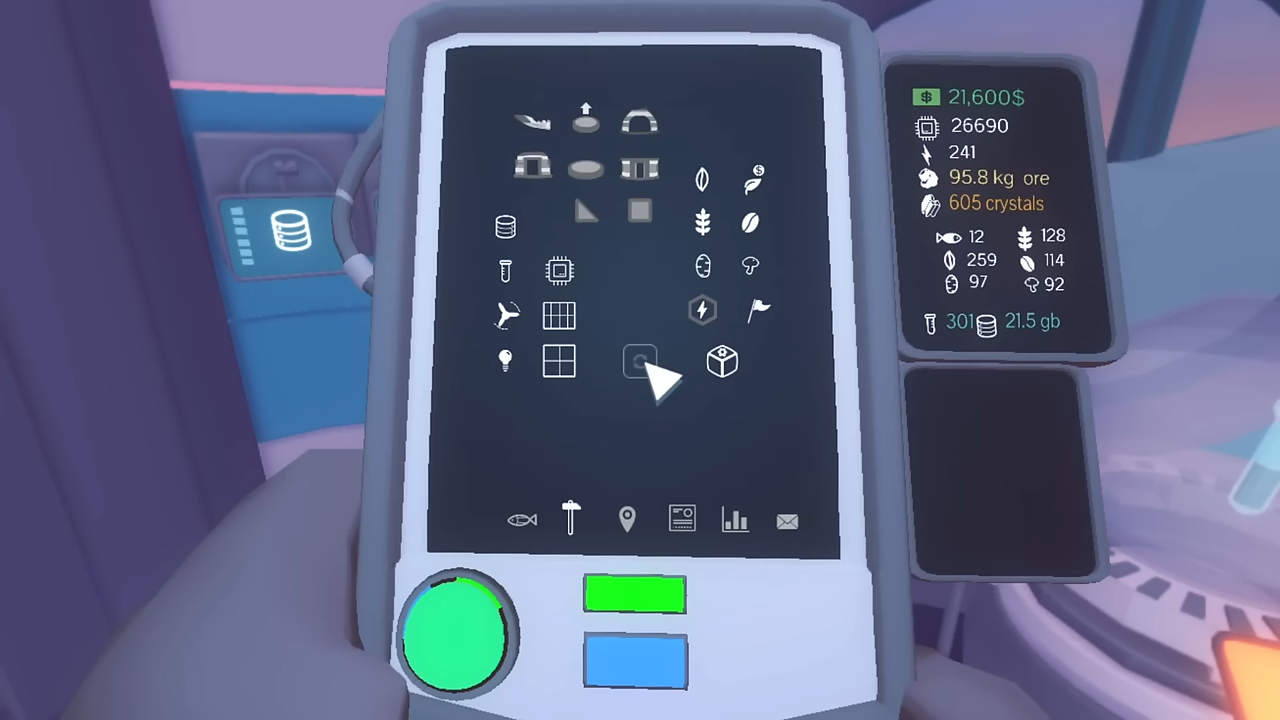 21,600$
26690
241
95.8 kg ore
605 crystals
12 128
259 114
97 92
301 21.5 gb